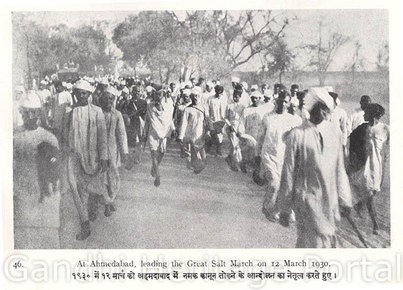 46. At Ahmedabad, leading the Great Salt March on 12 March 1930.
१९३० में १२ मार्च को अहमदाबाद में नमक कानून तोडने के आन्दोलन का नेतृत्व करते हुए।